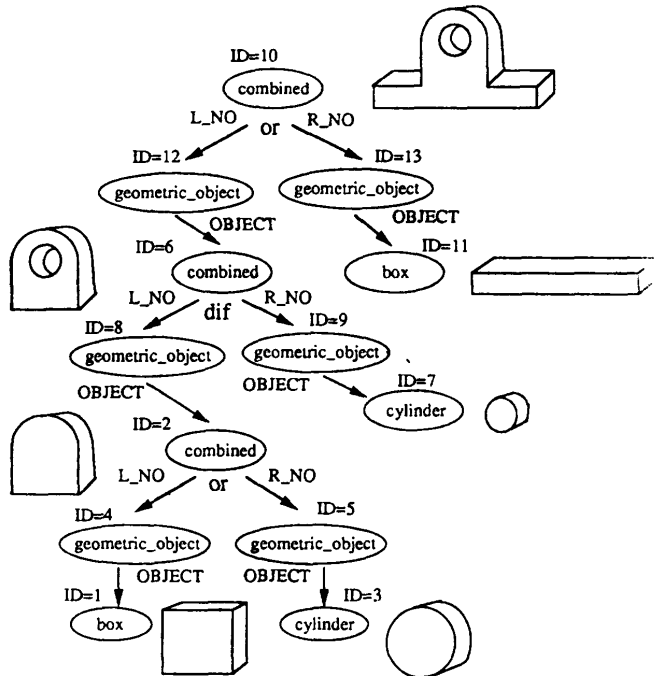 ID=10
combined
L_NO or R_NO
ID=12 ID=13
geometric_object geometric_object
OBJECT OBJECT
ID=6 ID=11
combined box
L_NO dif R_NO
ID=8 ID=9
geometric_object geometric_object
OBJECT OBJECT ID=7
cylinder
ID=2
combined
L_NO or R_NO
ID=4 ID=5
geometric_object geometric_object
OBJECT OBJECT
ID=1 ID=3
box cylinder